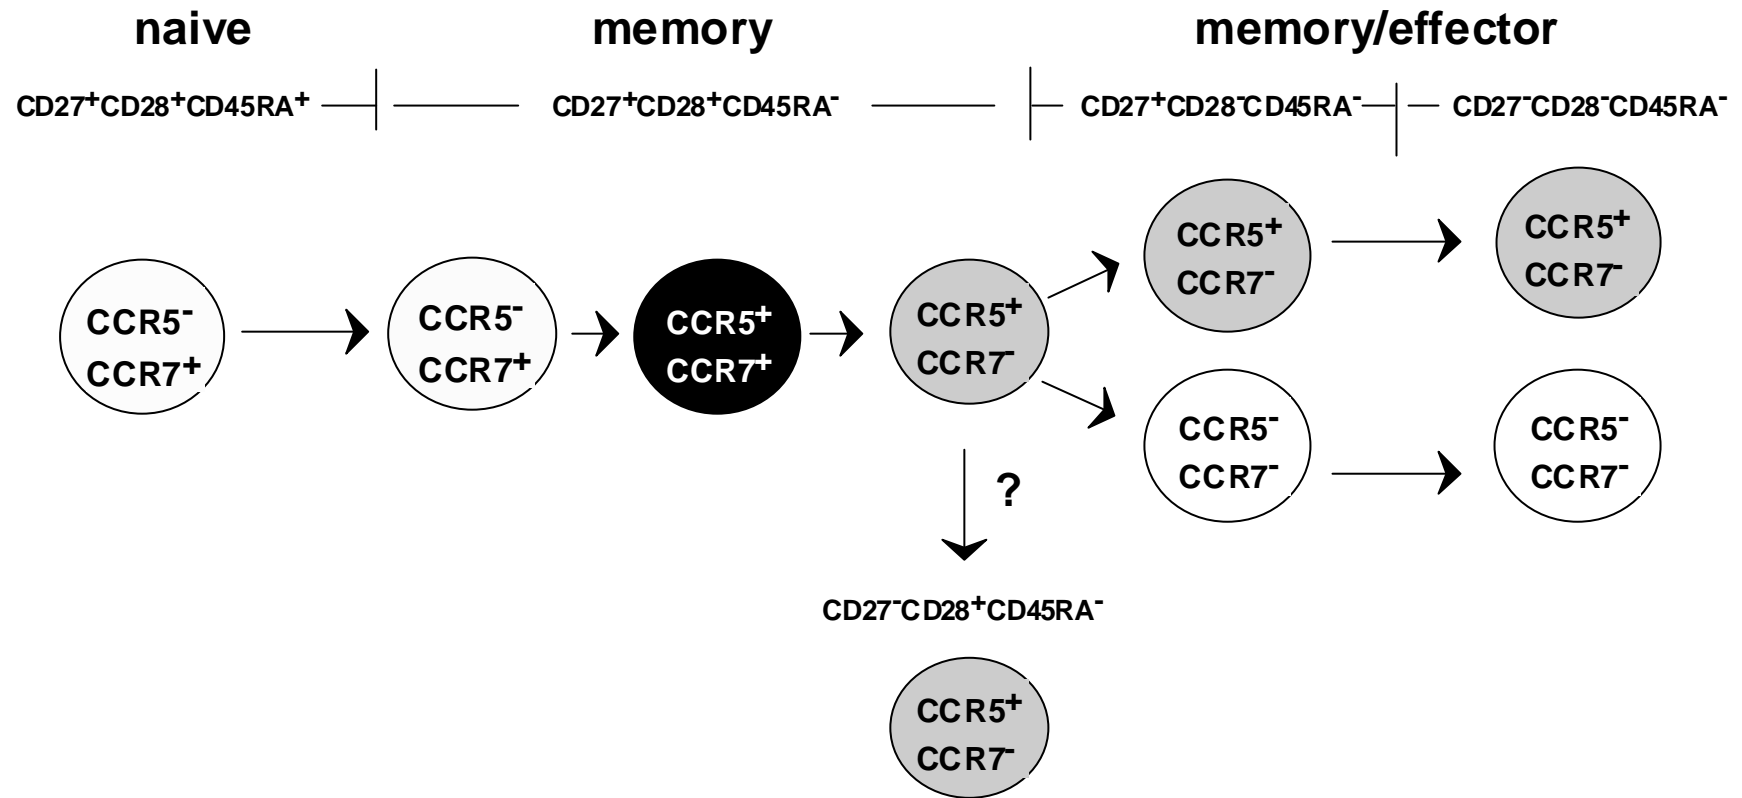 naive memory memory/effector
CD27⁺CD28⁺CD45RA⁺ CD27⁺CD28⁺CD45RA⁻ CD27⁺CD28⁻CD45RA⁻ CD27⁻CD28⁻CD45RA⁻
CCR5⁻
CCR7⁺
CCR5⁻
CCR7⁺
CCR5⁺
CCR7⁺
CCR5⁺
CCR7⁻
CCR5⁺
CCR7⁻
CCR5⁺
CCR7⁻
CCR5⁻
CCR7⁻
CCR5⁻
CCR7⁻
?
CD27⁻CD28⁺CD45RA⁻
CCR5⁺
CCR7⁻